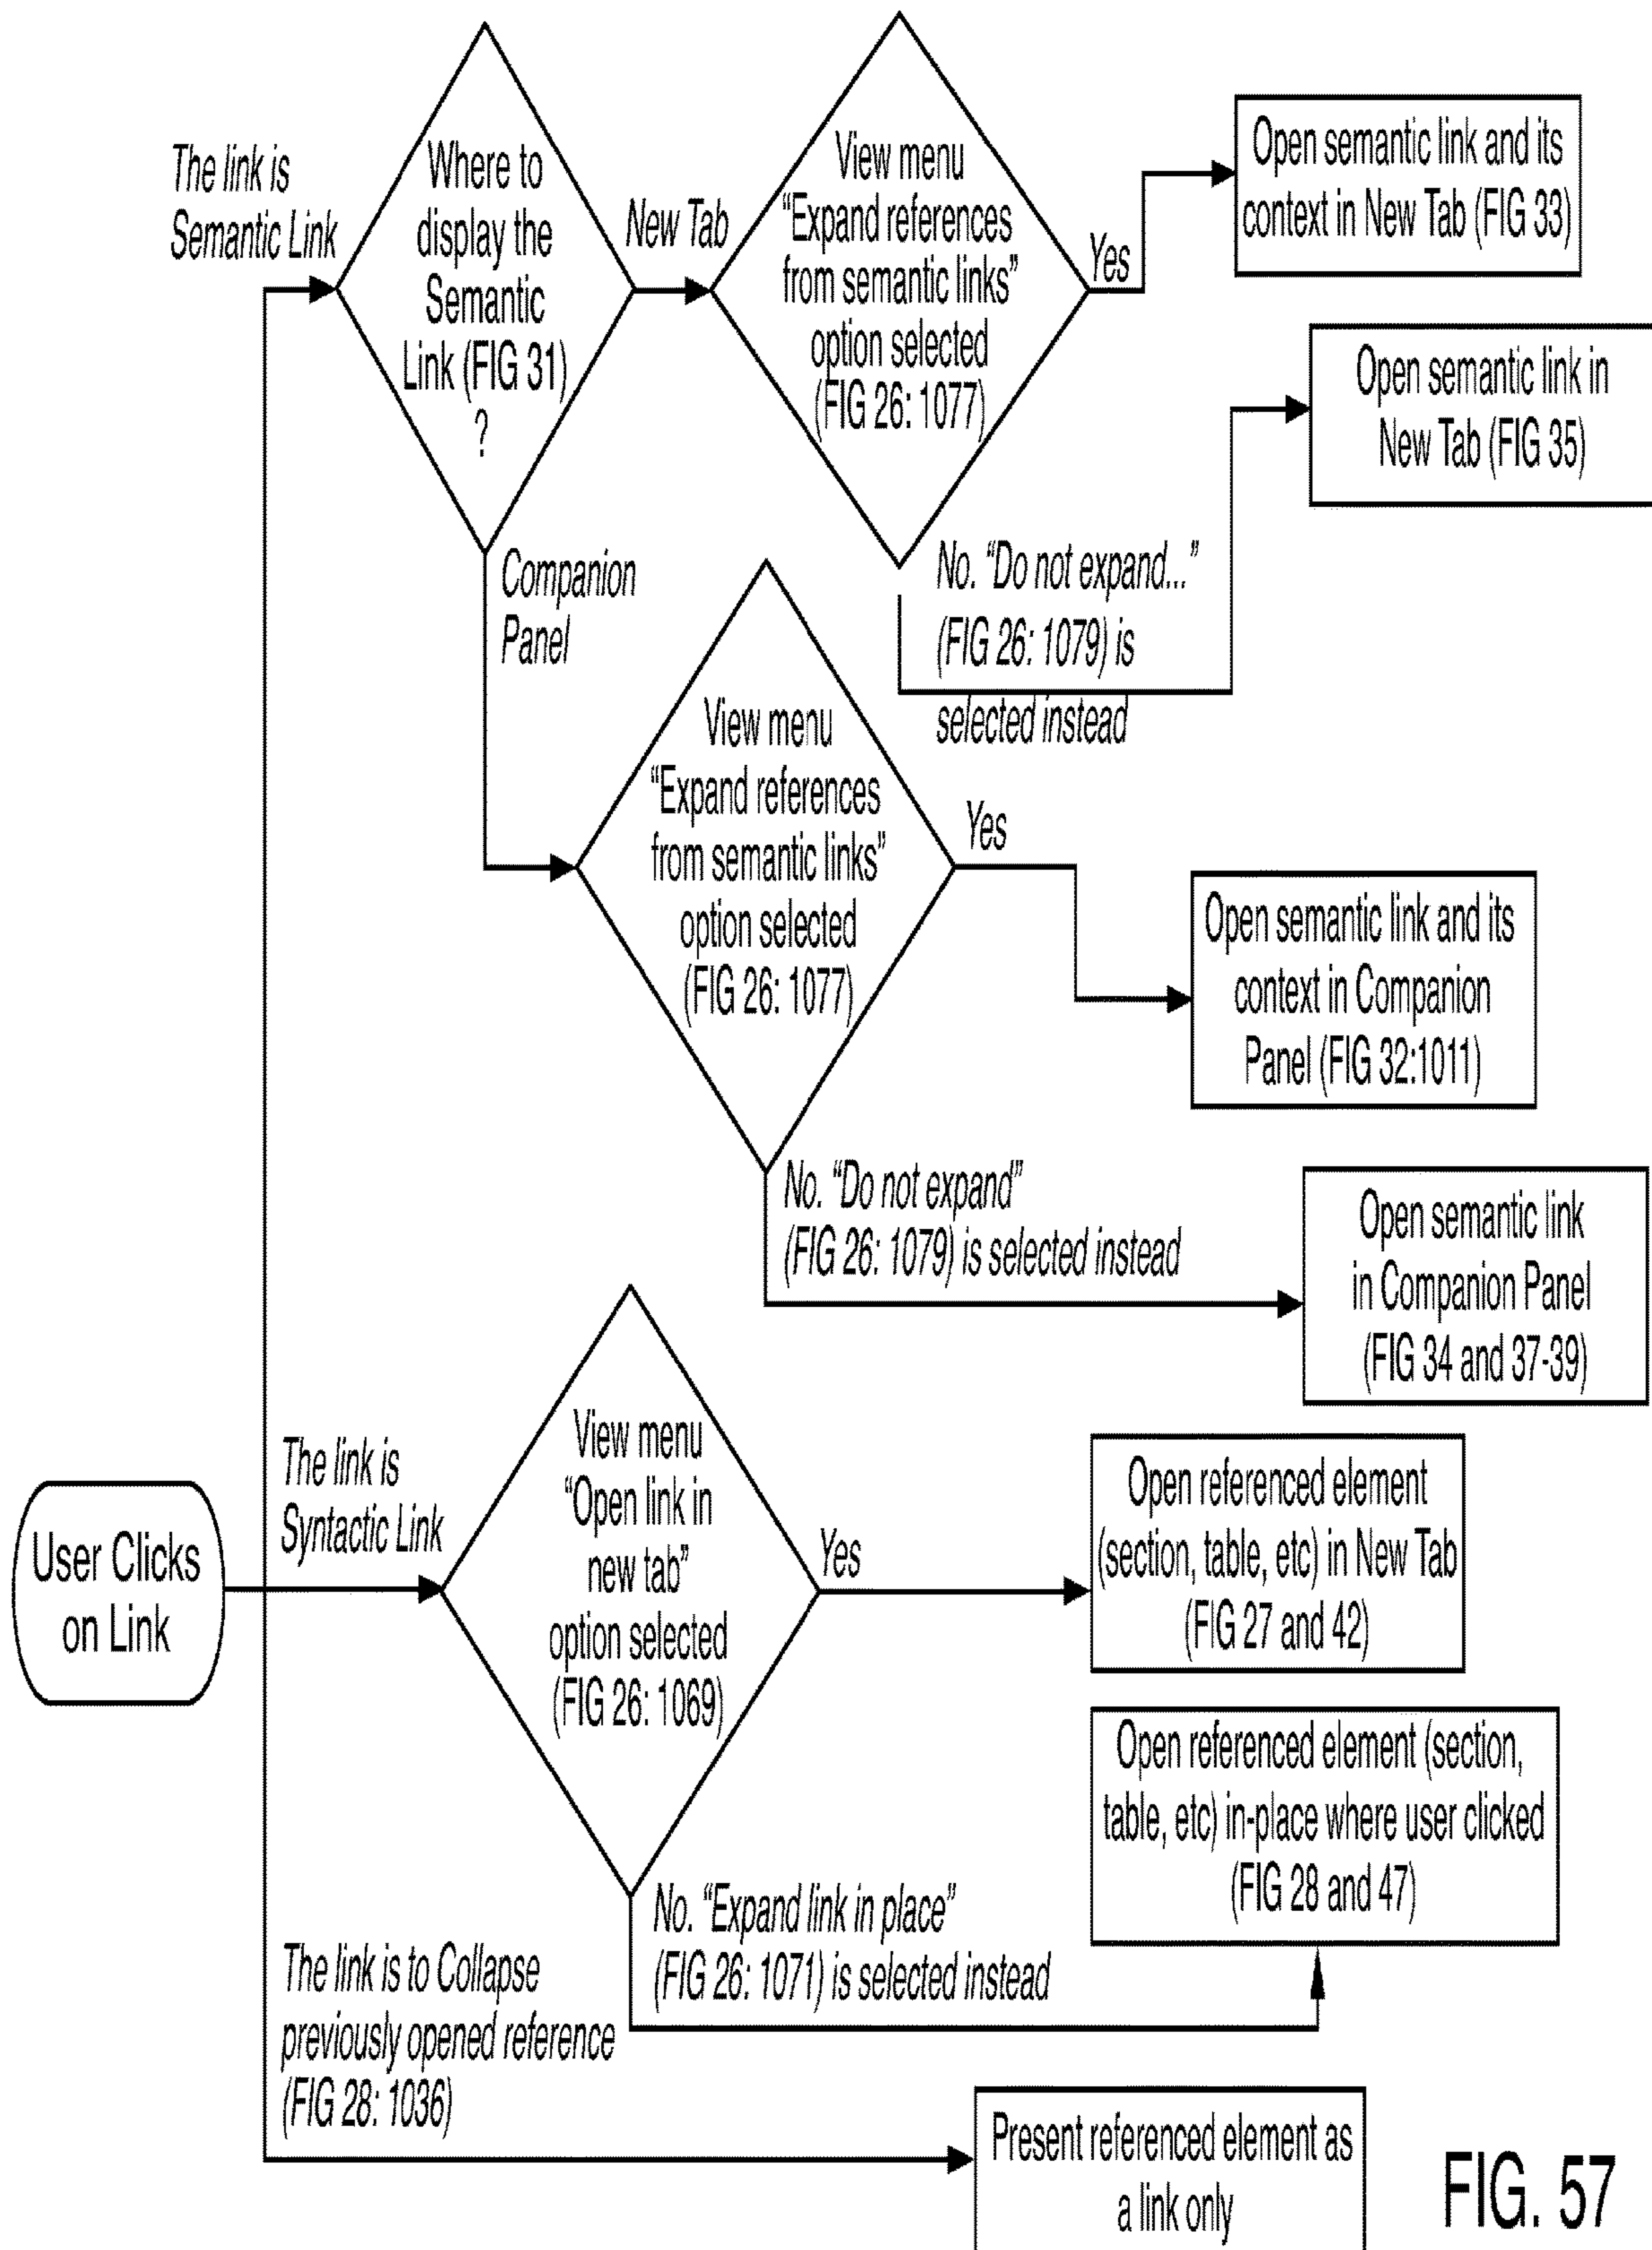 The link is
Semantic Link
Where to
display the
Semantic
Link (FIG 31)
?
New Tab
View menu
“Expand references
from semantic links”
option selected
(FIG 26: 1077)
Yes
Open semantic link and its
context in New Tab (FIG 33)
Open semantic link in
New Tab (FIG 35)
No. “Do not expand...”
(FIG 26: 1079) is
selected instead
Companion
Panel
View menu
“Expand references
from semantic links”
option selected
(FIG 26: 1077)
Yes
Open semantic link and its
context in Companion
Panel (FIG 32:1011)
No. “Do not expand”
(FIG 26: 1079) is selected instead
Open semantic link
in Companion Panel
(FIG 34 and 37-39)
User Clicks
on Link
The link is
Syntactic Link
View menu
“Open link in
new tab”
option selected
(FIG 26: 1069)
Yes
Open referenced element
(section, table, etc) in New Tab
(FIG 27 and 42)
Open referenced element (section,
table, etc) in-place where user clicked
(FIG 28 and 47)
No. “Expand link in place”
(FIG 26: 1071) is selected instead
The link is to Collapse
previously opened reference
(FIG 28: 1036)
Present referenced element as
a link only
FIG. 57